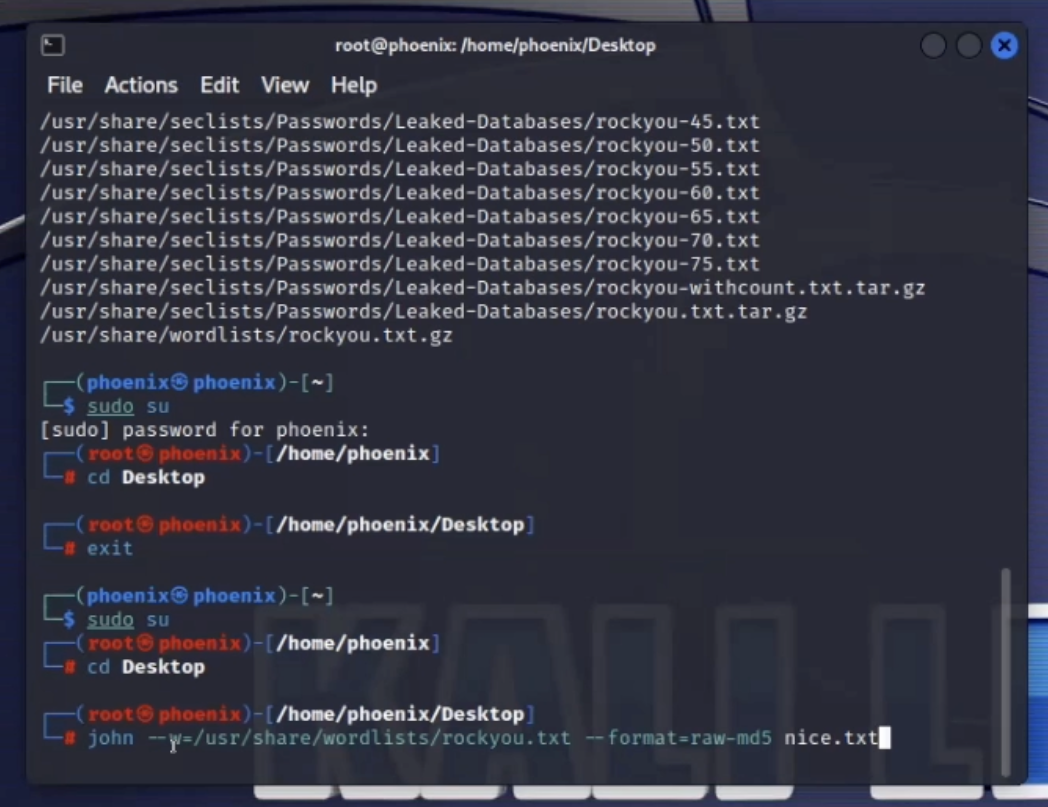 root@phoenix: /home/phoenix/Desktop
File Actions Edit View Help
/usr/share/seclists/Passwords/Leaked-Databases/rockyou-45.txt
/usr/share/seclists/Passwords/Leaked-Databases/rockyou-50.txt
/usr/share/seclists/Passwords/Leaked-Databases/rockyou-55.txt
/usr/share/seclists/Passwords/Leaked-Databases/rockyou-60.txt
/usr/share/seclists/Passwords/Leaked-Databases/rockyou-65.txt
/usr/share/seclists/Passwords/Leaked-Databases/rockyou-70.txt
/usr/share/seclists/Passwords/Leaked-Databases/rockyou-75.txt
/usr/share/seclists/Passwords/Leaked-Databases/rockyou-withcount.txt.tar.gz
/usr/share/seclists/Passwords/Leaked-Databases/rockyou.txt.tar.gz
/usr/share/wordlists/rockyou.txt.gz
┌──(phoenix㉿phoenix)-[~]
└─$ sudo su
[sudo] password for phoenix:
┌──(root㉿phoenix)-[/home/phoenix]
└─# cd Desktop
┌──(root㉿phoenix)-[/home/phoenix/Desktop]
└─# exit
┌──(phoenix㉿phoenix)-[~]
└─$ sudo su
┌──(root㉿phoenix)-[/home/phoenix]
└─# cd Desktop
┌──(root㉿phoenix)-[/home/phoenix/Desktop]
└─# john --w=/usr/share/wordlists/rockyou.txt --format=raw-md5 nice.txt
KALI LI